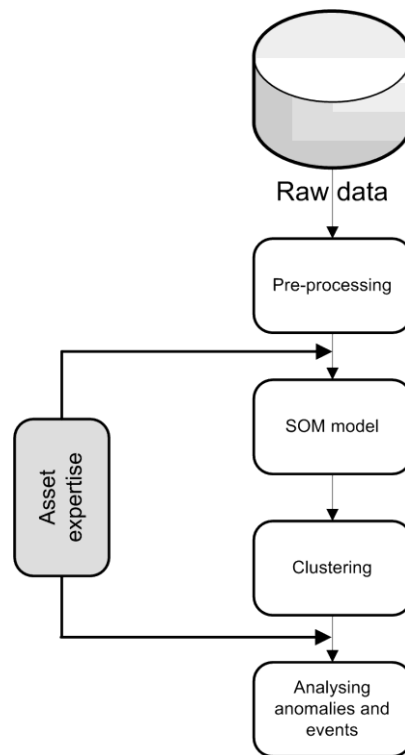 Raw data
Pre-processing
SOM model
Asset
expertise
Clustering
Analysing
anomalies and
events